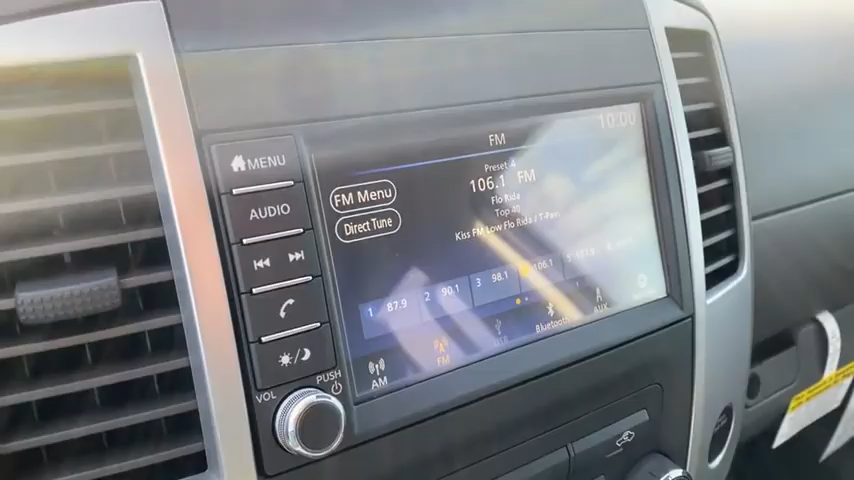 MENU
AUDIO
VOL
PUSH
FM
10:00
FM Menu
Direct Tune
Preset 4
106.1 FM
Flo Rida
Top 40
Kiss FM Low Flo Rida / T-Pain
1 87.9
2 90.1
3 98.1
106.1
5
AM
FM
USB
Bluetooth
AUX